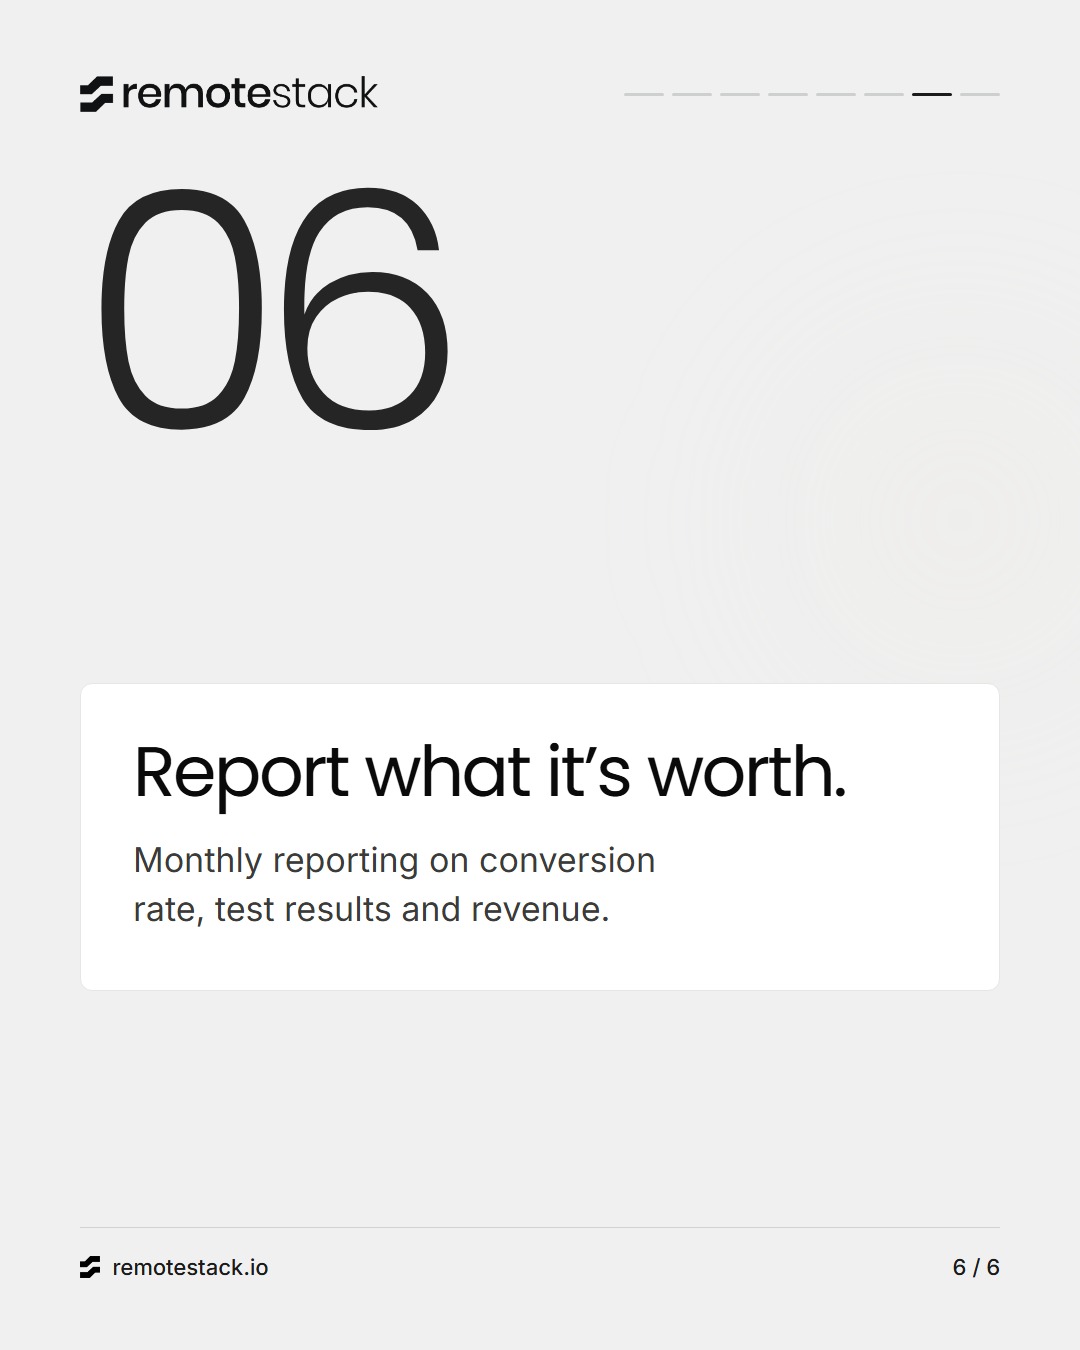 remotestack
06
Report what it’s worth.
Monthly reporting on conversion
rate, test results and revenue.
remotestack.io
6 / 6